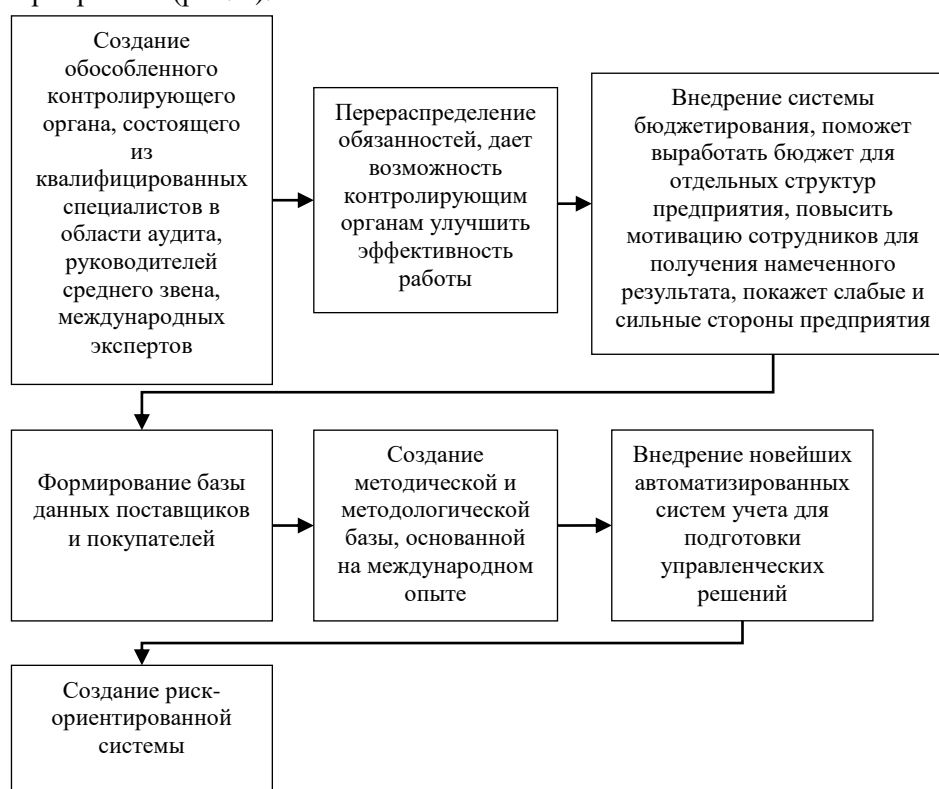 Создание
обособленного
контролирующего
органа, состоящего
из
квалифицированных
специалистов в
области аудита,
руководителей
среднего звена,
международных
экспертов
Перераспределение
обязанностей, дает
возможность
контролирующим
органам улучшить
эффективность
работы
Внедрение системы
бюджетирования, поможет
выработать бюджет для
отдельных структур
предприятия, повысить
мотивацию сотрудников для
получения намеченного
результата, покажет слабые и
сильные стороны предприятия
Формирование базы
данных поставщиков
и покупателей
Создание
методической и
методологической
базы, основанной
на международном
опыте
Внедрение новейших
автоматизированных
систем учета для
подготовки
управленческих
решений
Создание риск-
ориентированной
системы